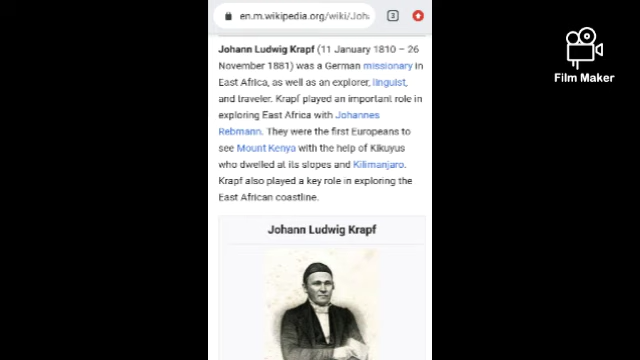 en.m.wikipedia.org/wiki/Joha
3
Johann Ludwig Krapf (11 January 1810 – 26
November 1881) was a German missionary in
East Africa, as well as an explorer, linguist,
and traveler. Krapf played an important role in
exploring East Africa with Johannes
Rebmann. They were the first Europeans to
see Mount Kenya with the help of Kikuyus
who dwelled at its slopes and Kilimanjaro.
Krapf also played a key role in exploring the
East African coastline.
Johann Ludwig Krapf
Film Maker